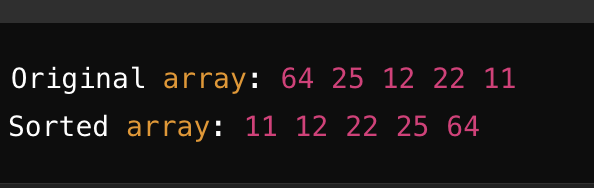 Original array: 64 25 12 22 11
Sorted array: 11 12 22 25 64